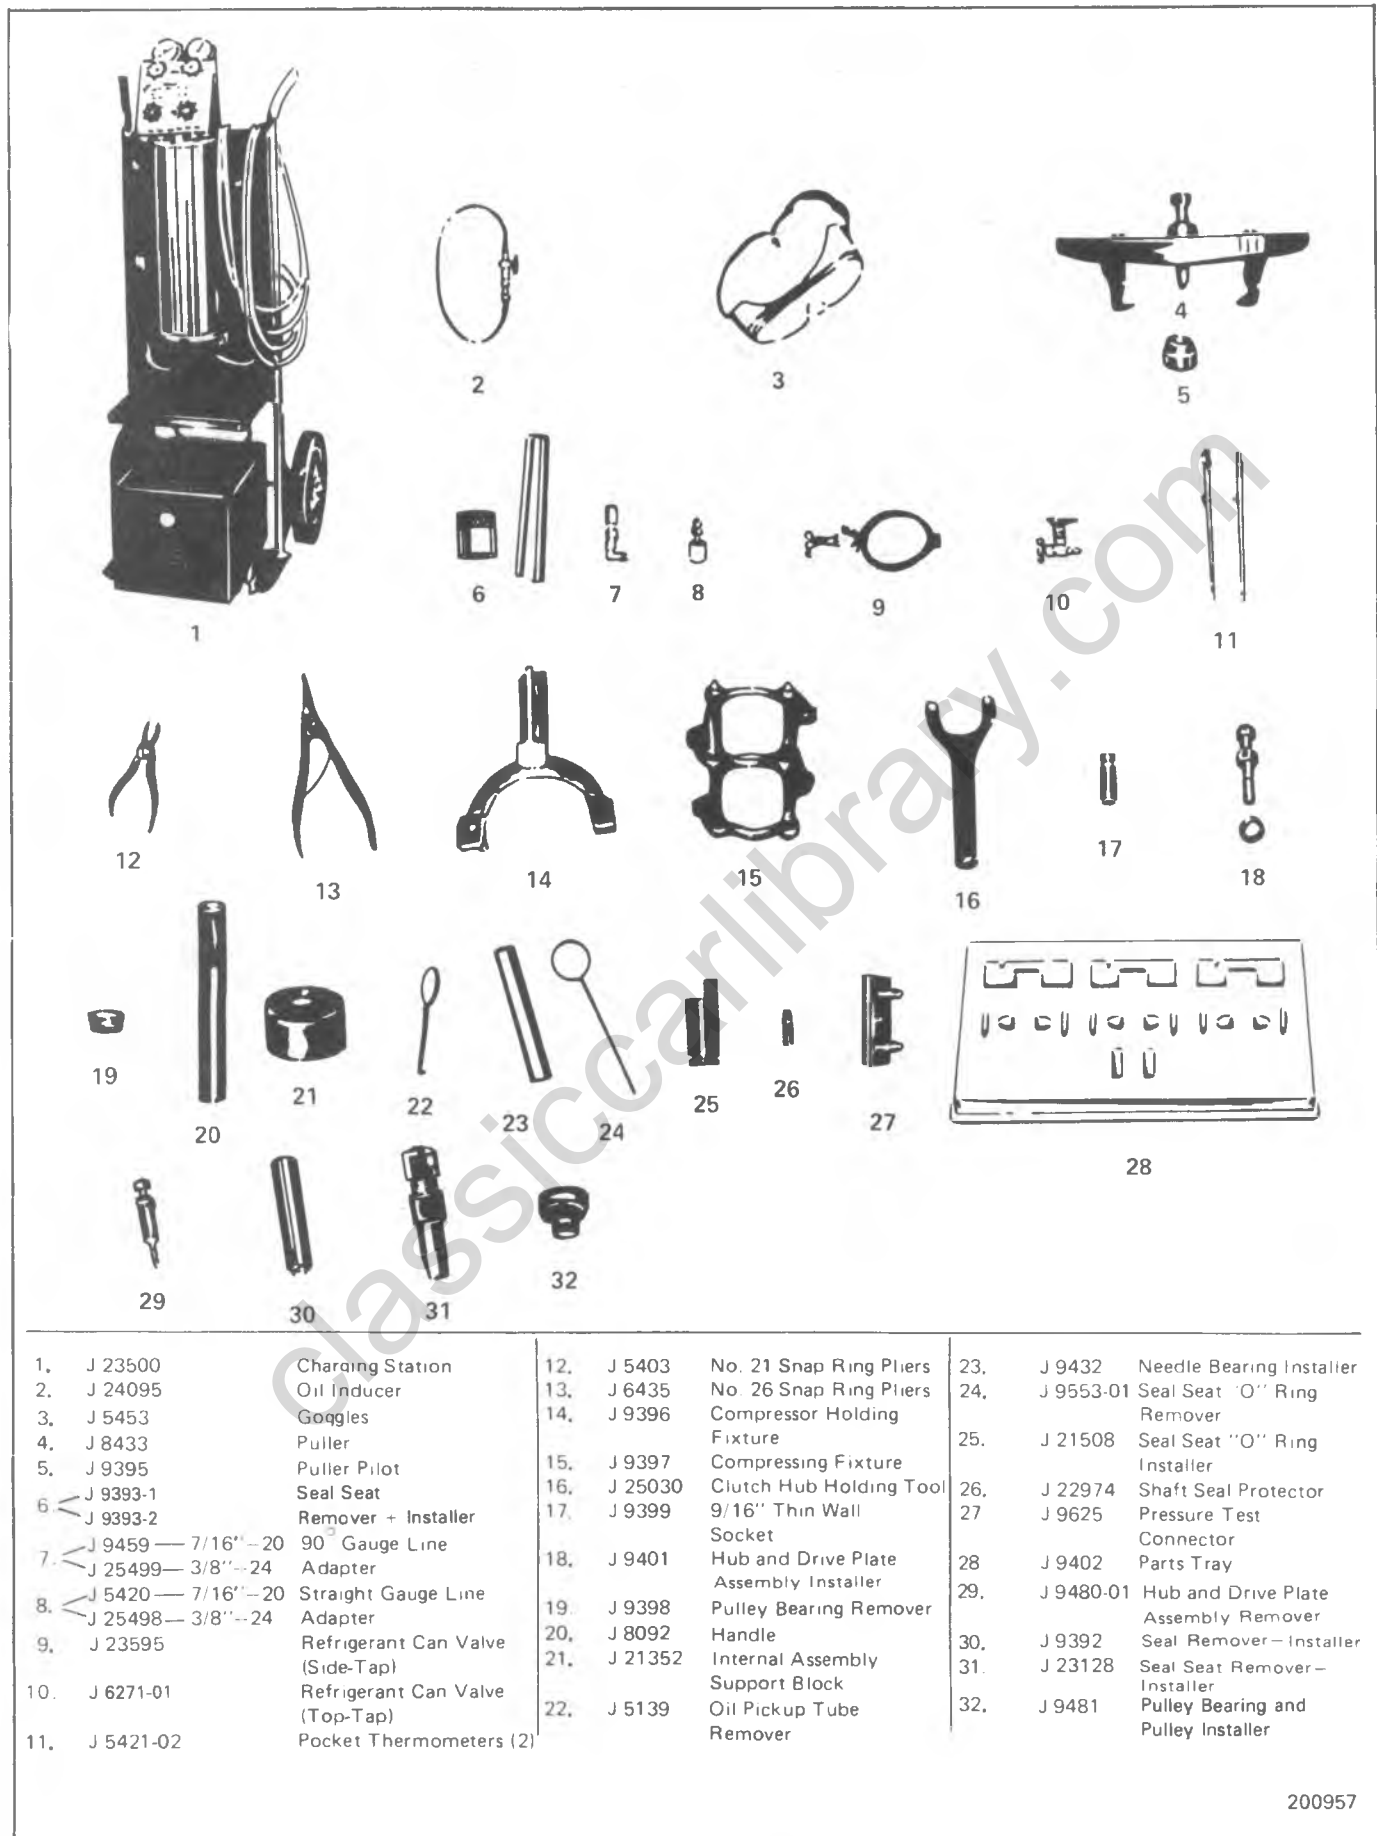 1
2
3
4
5
6
7
8
9
10
11
12
13
14
15
16
17
18
19
20
21
22
23
24
25
26
27
28
29
30
31
32
classiccarlibrary.com
1. J 23500 Charging Station
2. J 24095 Oil Inducer
3. J 5453 Goggles
4. J 8433 Puller
5. J 9395 Puller Pilot
6. J 9393-1 Seal Seat
J 9393-2 Remover + Installer
7. J 9459 — 7/16"-20 90° Gauge Line
J 25499 — 3/8"-24 Adapter
8. J 5420 — 7/16"-20 Straight Gauge Line
J 25498 — 3/8"-24 Adapter
9. J 23595 Refrigerant Can Valve
(Side-Tap)
10. J 6271-01 Refrigerant Can Valve
(Top-Tap)
11. J 5421-02 Pocket Thermometers (2)
12. J 5403 No. 21 Snap Ring Pliers
13. J 6435 No. 26 Snap Ring Pliers
14. J 9396 Compressor Holding
Fixture
15. J 9397 Compressing Fixture
16. J 25030 Clutch Hub Holding Tool
17. J 9399 9/16" Thin Wall
Socket
18. J 9401 Hub and Drive Plate
Assembly Installer
19 J 9398 Pulley Bearing Remover
20. J 8092 Handle
21. J 21352 Internal Assembly
Support Block
22. J 5139 Oil Pickup Tube
Remover
23. J 9432 Needle Bearing Installer
24. J 9553-01 Seal Seat "O" Ring
Remover
25. J 21508 Seal Seat "O" Ring
Installer
26. J 22974 Shaft Seal Protector
27 J 9625 Pressure Test
Connector
28 J 9402 Parts Tray
29. J 9480-01 Hub and Drive Plate
Assembly Remover
30. J 9392 Seal Remover—Installer
31. J 23128 Seal Seat Remover—
Installer
32. J 9481 Pulley Bearing and
Pulley Installer
200957